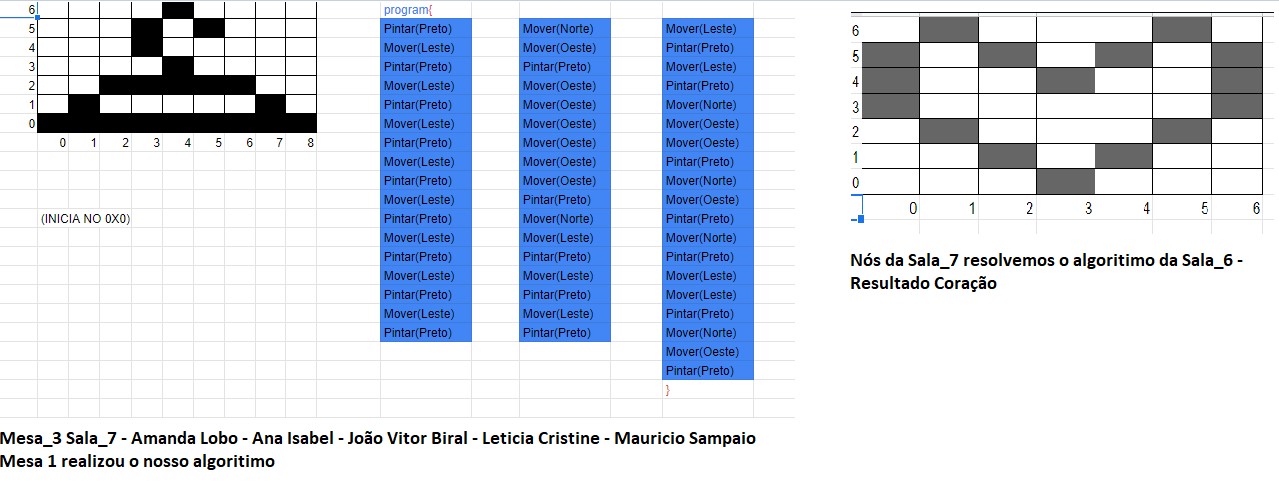 6
5
4
3
2
1
0
0 1 2 3 4 5 6 7 8
(INICIA NO 0X0)
program{
Pintar(Preto)
Mover(Leste)
Pintar(Preto)
Mover(Leste)
Pintar(Preto)
Mover(Leste)
Pintar(Preto)
Mover(Leste)
Pintar(Preto)
Mover(Leste)
Pintar(Preto)
Mover(Leste)
Pintar(Preto)
Mover(Leste)
Pintar(Preto)
Mover(Leste)
Pintar(Preto)
Mover(Norte)
Mover(Oeste)
Pintar(Preto)
Mover(Oeste)
Mover(Oeste)
Mover(Oeste)
Mover(Oeste)
Mover(Oeste)
Mover(Oeste)
Pintar(Preto)
Mover(Norte)
Mover(Leste)
Pintar(Preto)
Mover(Leste)
Pintar(Preto)
Mover(Leste)
Pintar(Preto)
Mover(Leste)
Pintar(Preto)
Mover(Leste)
Pintar(Preto)
Mover(Norte)
Mover(Oeste)
Mover(Oeste)
Pintar(Preto)
Mover(Norte)
Mover(Oeste)
Pintar(Preto)
Mover(Norte)
Pintar(Preto)
Mover(Leste)
Mover(Leste)
Pintar(Preto)
Mover(Norte)
Mover(Oeste)
Pintar(Preto)
}
6
5
4
3
2
1
0
0 1 2 3 4 5 6
Nós da Sala_7 resolvemos o algoritimo da Sala_6 -
Resultado Coração
Mesa_3 Sala_7 - Amanda Lobo - Ana Isabel - João Vitor Biral - Leticia Cristine - Mauricio Sampaio
Mesa 1 realizou o nosso algoritimo